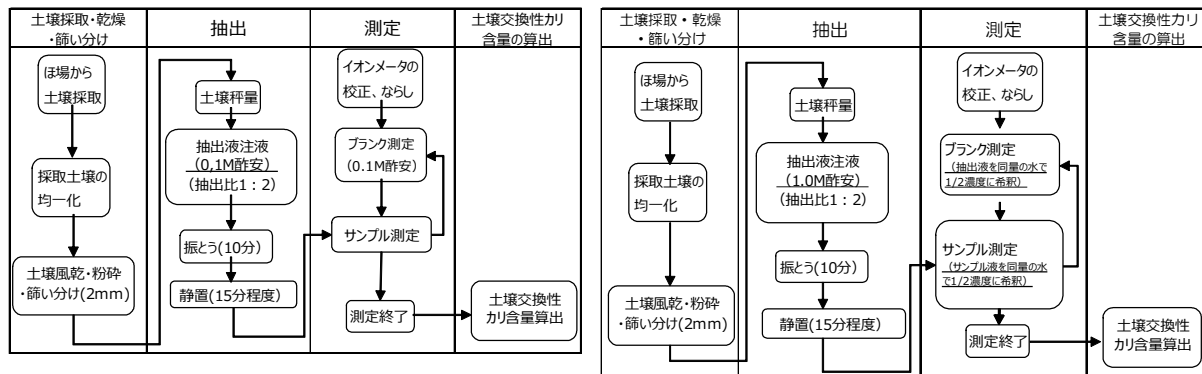 土壌採取・乾燥
・篩い分け
抽出
測定
土壌交換性カリ
含量の算出
ほ場から
土壌採取
採取土壌の
均一化
土壌風乾・粉砕
・篩い分け(2mm)
土壌秤量
抽出液注液
(0,1M酢安)
(抽出比1：2)
振とう(10分)
静置(15分程度)
イオンメータの
校正、ならし
ブランク測定
(0.1M酢安)
サンプル測定
測定終了
土壌交換性
カリ含量算出
土壌採取・乾燥
・篩い分け
抽出
測定
土壌交換性カリ
含量の算出
ほ場から
土壌採取
採取土壌の
均一化
土壌風乾・粉砕
・篩い分け(2mm)
土壌秤量
抽出液注液
(1.0M酢安)
(抽出比1：2)
振とう(10分)
静置(15分程度)
イオンメータの
校正、ならし
ブランク測定
(抽出液を同量の水で
1/2濃度に希釈)
サンプル測定
(サンプル液を同量の水
で1/2濃度に希釈)
測定終了
土壌交換性
カリ含量算出